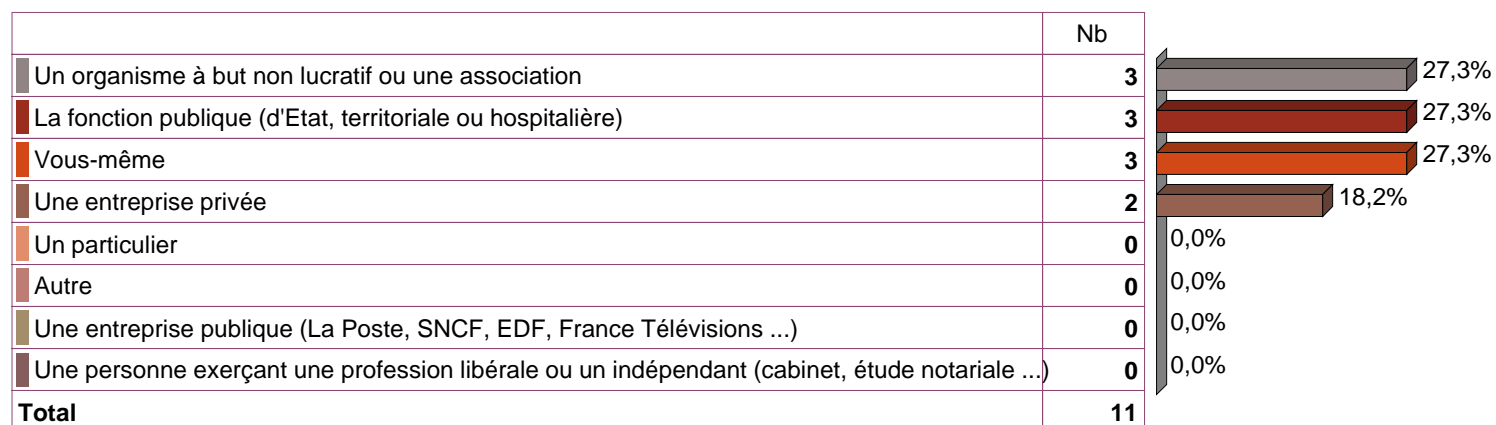 Nb
Un organisme à but non lucratif ou une association 3 27,3%
La fonction publique (d'Etat, territoriale ou hospitalière) 3 27,3%
Vous-même 3 27,3%
Une entreprise privée 2 18,2%
Un particulier 0 0,0%
Autre 0 0,0%
Une entreprise publique (La Poste, SNCF, EDF, France Télévisions ...) 0 0,0%
Une personne exerçant une profession libérale ou un indépendant (cabinet, étude notariale ...) 0 0,0%
Total 11